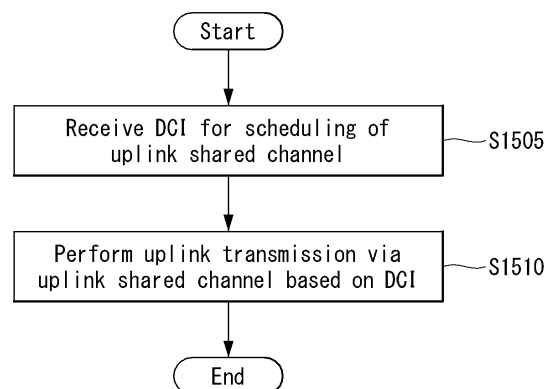 Start
Receive DCI for scheduling of
uplink shared channel
S1505
Perform uplink transmission via
uplink shared channel based on DCI
S1510
End